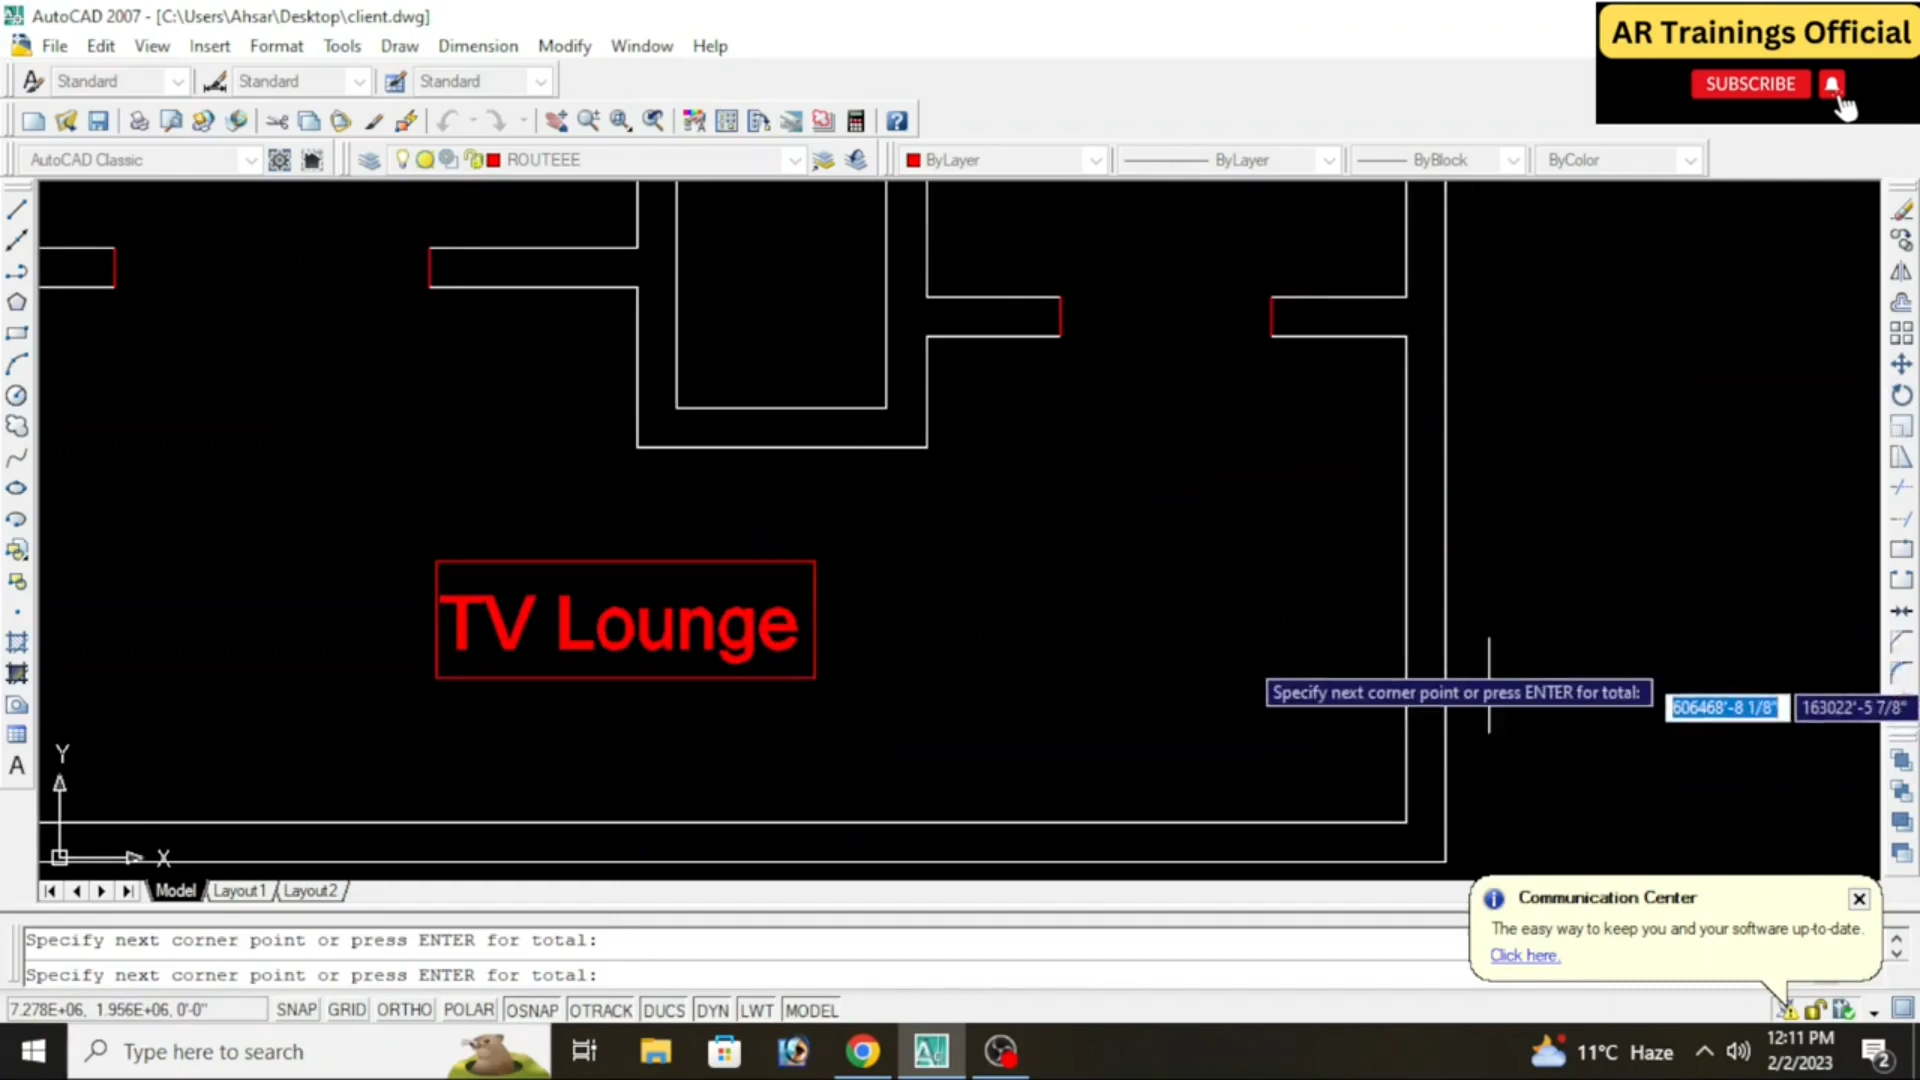 AutoCAD 2007 - [C:\Users\Ahsar\Desktop\client.dwg]
AR Trainings Official
SUBSCRIBE
File Edit View Insert Format Tools Draw Dimension Modify Window Help
Standard Standard Standard
AutoCAD Classic ROUTEEE ByLayer ByLayer ByBlock ByColor
TV Lounge
Specify next corner point or press ENTER for total: 606468'-8 1/8" 163022'-5 7/8"
Y
X
A
Model Layout1 Layout2
Communication Center
The easy way to keep you and your software up-to-date.
Click here.
Specify next corner point or press ENTER for total:
Specify next corner point or press ENTER for total:
7.278E+06, 1.956E+06, 0'-0" SNAP GRID ORTHO POLAR OSNAP OTRACK DUCS DYN LWT MODEL
Type here to search
11°C Haze
12:11 PM
2/2/2023
2